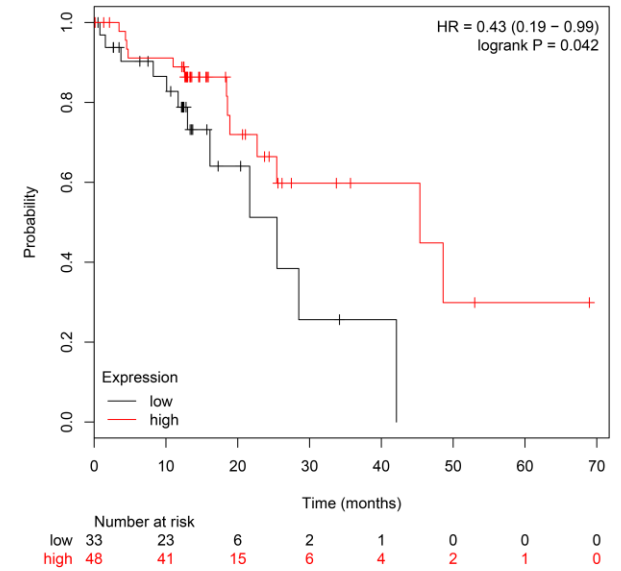 HR = 0.43 (0.19 − 0.99)
logrank P = 0.042
1.0
0.8
0.6
0.4
0.2
0.0
Probability
Expression
low
high
0 10 20 30 40 50 60 70
Time (months)
Number at risk
low 33 23 6 2 1 0 0 0
high 48 41 15 6 4 2 1 0